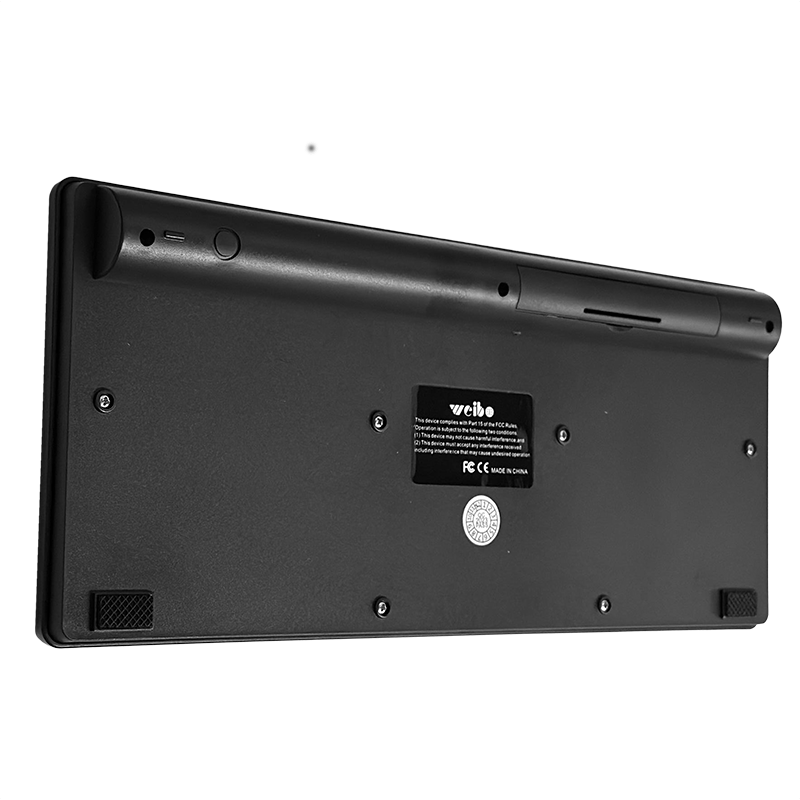 weibo
This device complies with Part 15 of the FCC Rules.
Operation is subject to the following two conditions:
(1) This device may not cause harmful interference,and
(2) This device must accept any interference received
including interference that may cause undesired operation
FC CE MADE IN CHINA
QC
PASS